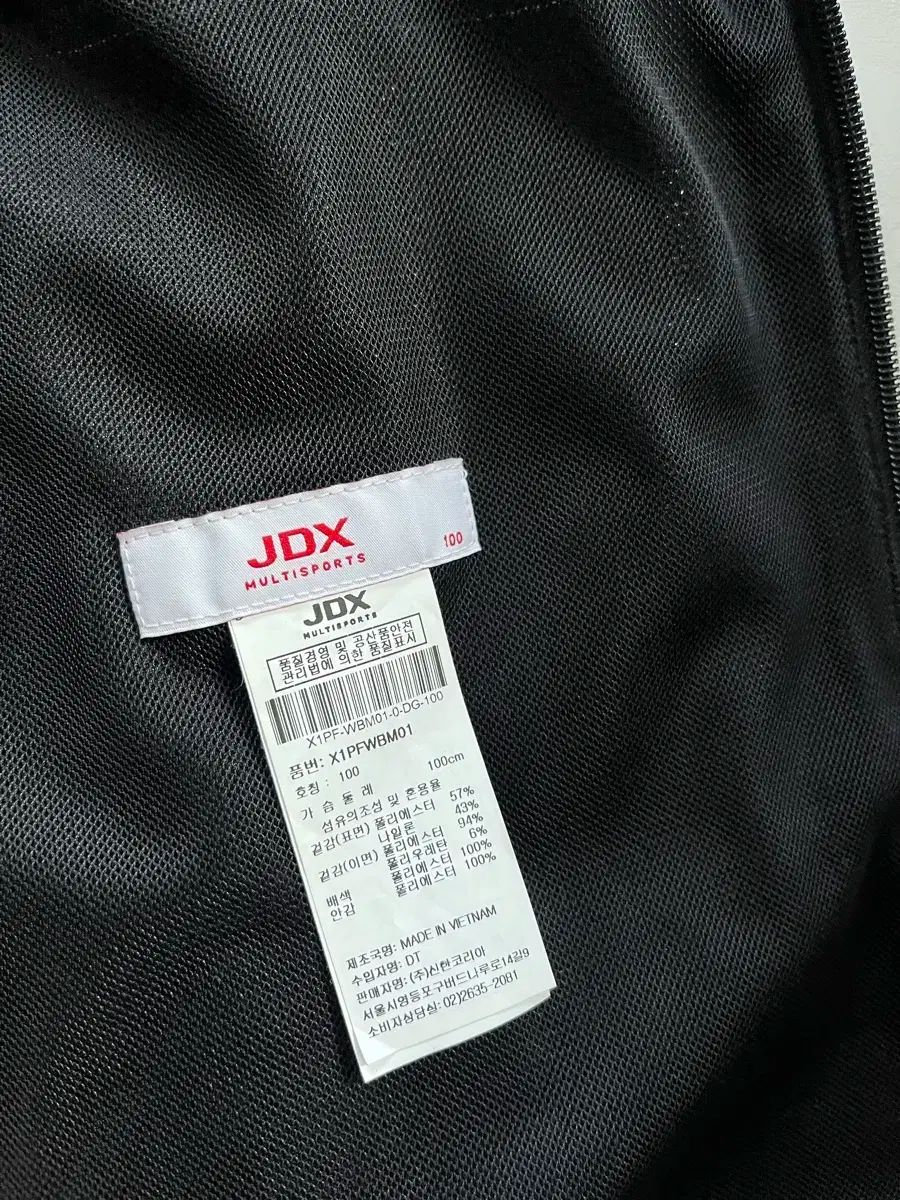 JDX
MULTISPORTS
100
JDX
MULTISPORTS
품질경영 및 공산품안전
관리법에 의한 품질표시
X1PF-WBM01-0-DG-100
품번: X1PFWBM01
호칭 : 100
가 슴 둘 레 100cm
섬유의조성 및 혼용율
겉감(표면) 폴리에스터 57%
나일론 43%
겉감(이면) 폴리에스터 94%
폴리우레탄 6%
배색 폴리에스터 100%
안감 폴리에스터 100%
제조국명: MADE IN VIETNAM
수입자명: DT
판매자명: (주)신한코리아
서울시영등포구버드나루로14길9
소비자상담실: 02)2635-2081